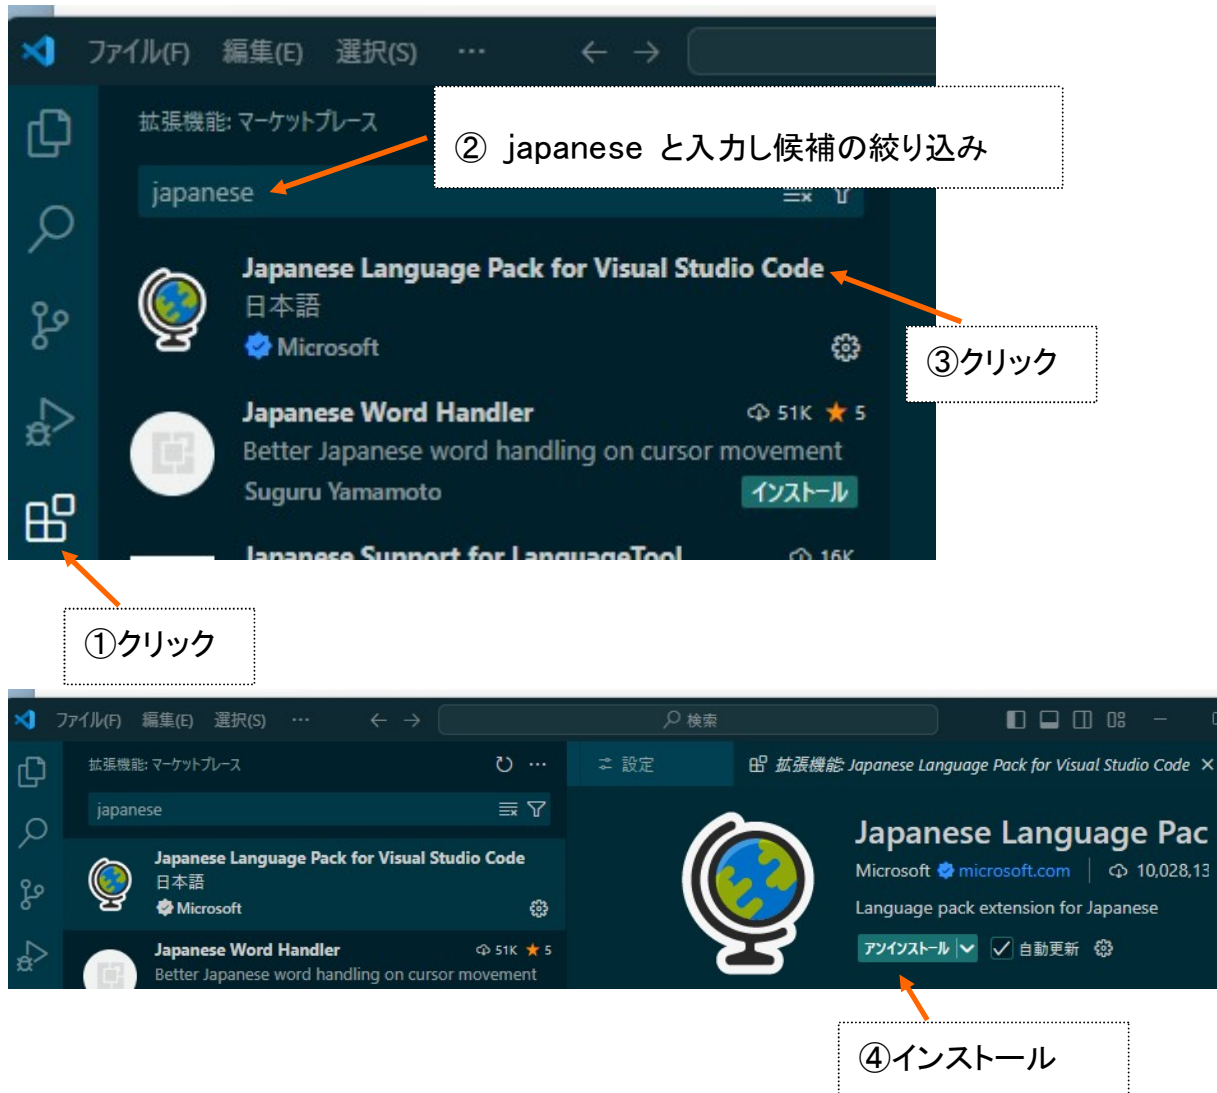 ファイル(F) 編集(E) 選択(S) …
拡張機能: マーケットプレース
② japanese と入力し候補の絞り込み
japanese
Japanese Language Pack for Visual Studio Code
日本語
Microsoft
③クリック
Japanese Word Handler 51K ★ 5
Better Japanese word handling on cursor movement
Suguru Yamamoto インストール
Japanese Support for LanguageTool 16K
①クリック
ファイル(F) 編集(E) 選択(S) … 検索
拡張機能: マーケットプレース … 設定 拡張機能: Japanese Language Pack for Visual Studio Code ×
japanese
Japanese Language Pac
Japanese Language Pack for Visual Studio Code
日本語
Microsoft
Microsoft microsoft.com 10,028,13
Language pack extension for Japanese
アンインストール 自動更新
Japanese Word Handler 51K ★ 5
Better Japanese word handling on cursor movement
④インストール